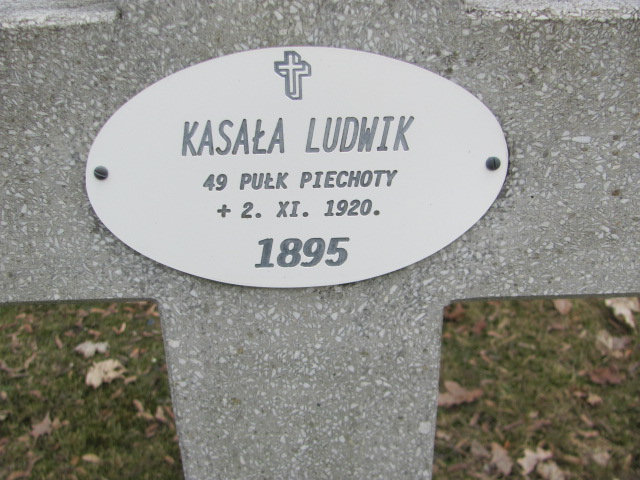 KASAŁA LUDWIK
49 PUŁK PIECHOTY
+ 2. XI. 1920.
1895